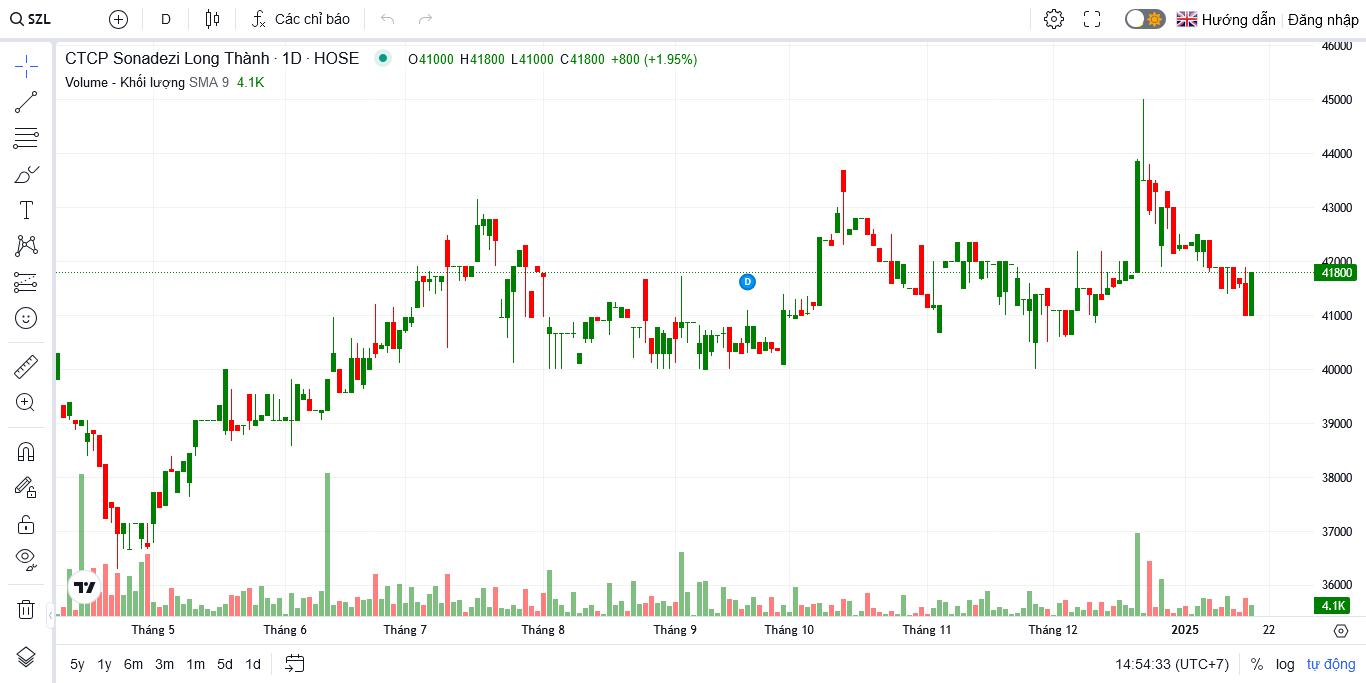 SZL D Các chỉ báo Hướng dẫn Đăng nhập
CTCP Sonadezi Long Thành · 1D · HOSE O41000 H41800 L41000 C41800 +800 (+1.95%)
Volume - Khối lượng SMA 9 4.1K
46000
45000
44000
43000
42000
41800
41000
40000
39000
38000
37000
36000
4.1K
D
Tháng 5 Tháng 6 Tháng 7 Tháng 8 Tháng 9 Tháng 10 Tháng 11 Tháng 12 2025 22
5y 1y 6m 3m 1m 5d 1d 14:54:33 (UTC+7) % log tự động